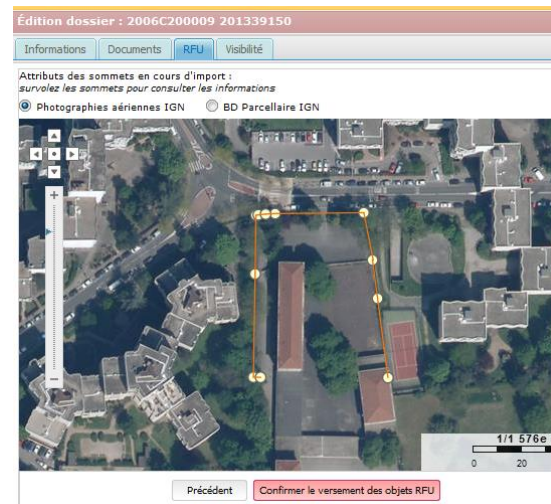 Édition dossier : 2006C200009 201339150
Informations Documents RFU Visibilité
Attributs des sommets en cours d'import :
survolez les sommets pour consulter les informations
Photographies aériennes IGN BD Parcellaire IGN
1/1 576e
0 20
Précédent Confirmer le versement des objets RFU